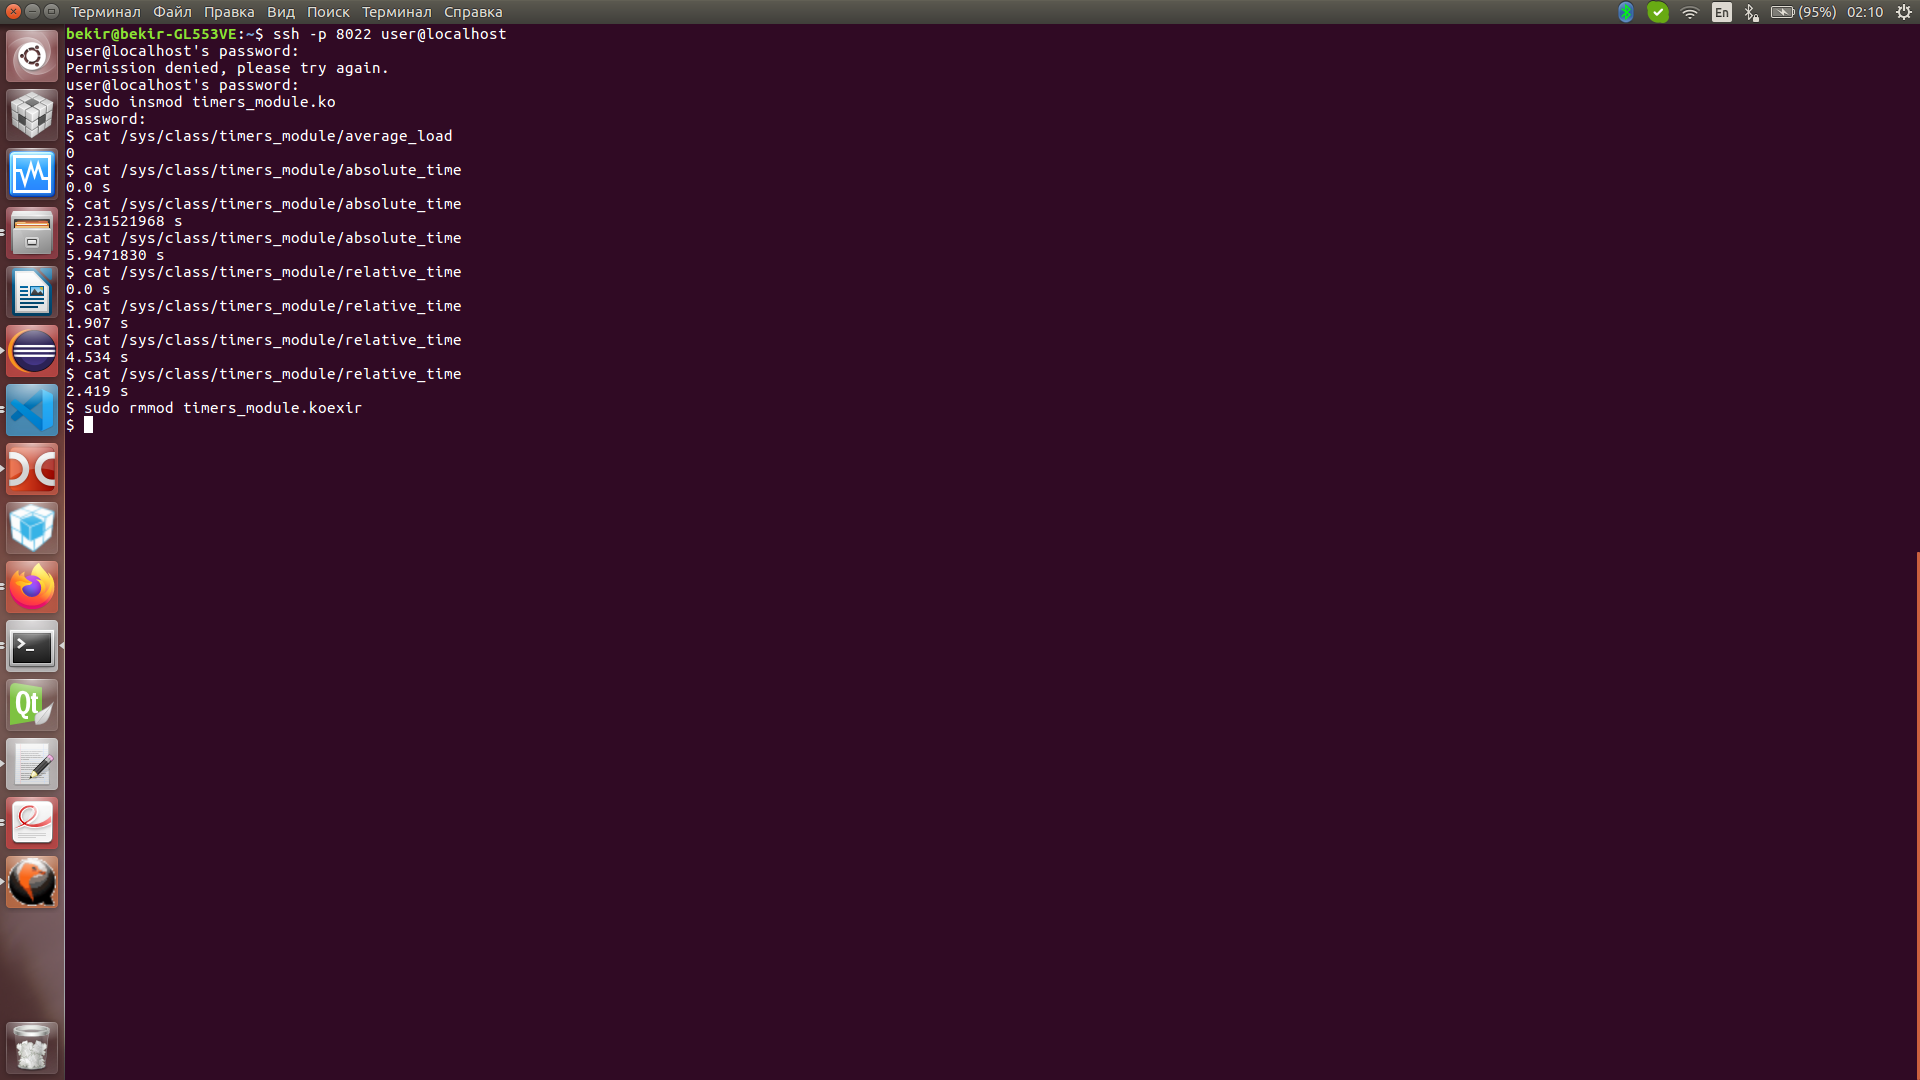 Терминал Файл Правка Вид Поиск Терминал Справка En (95%) 02:10
bekir@bekir-GL553VE:~$ ssh -p 8022 user@localhost
user@localhost's password:
Permission denied, please try again.
user@localhost's password:
$ sudo insmod timers_module.ko
Password:
$ cat /sys/class/timers_module/average_load
0
$ cat /sys/class/timers_module/absolute_time
0.0 s
$ cat /sys/class/timers_module/absolute_time
2.231521968 s
$ cat /sys/class/timers_module/absolute_time
5.9471830 s
$ cat /sys/class/timers_module/relative_time
0.0 s
$ cat /sys/class/timers_module/relative_time
1.907 s
$ cat /sys/class/timers_module/relative_time
4.534 s
$ cat /sys/class/timers_module/relative_time
2.419 s
$ sudo rmmod timers_module.koexir
$
>_
Qt